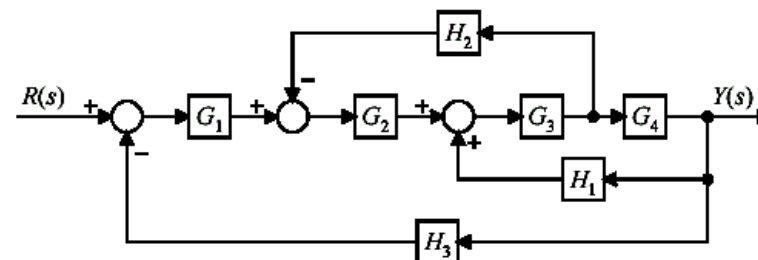 H₂
R(s) + G₁ + − G₂ + + G₃ G₄ Y(s)
−
H₁
H₃